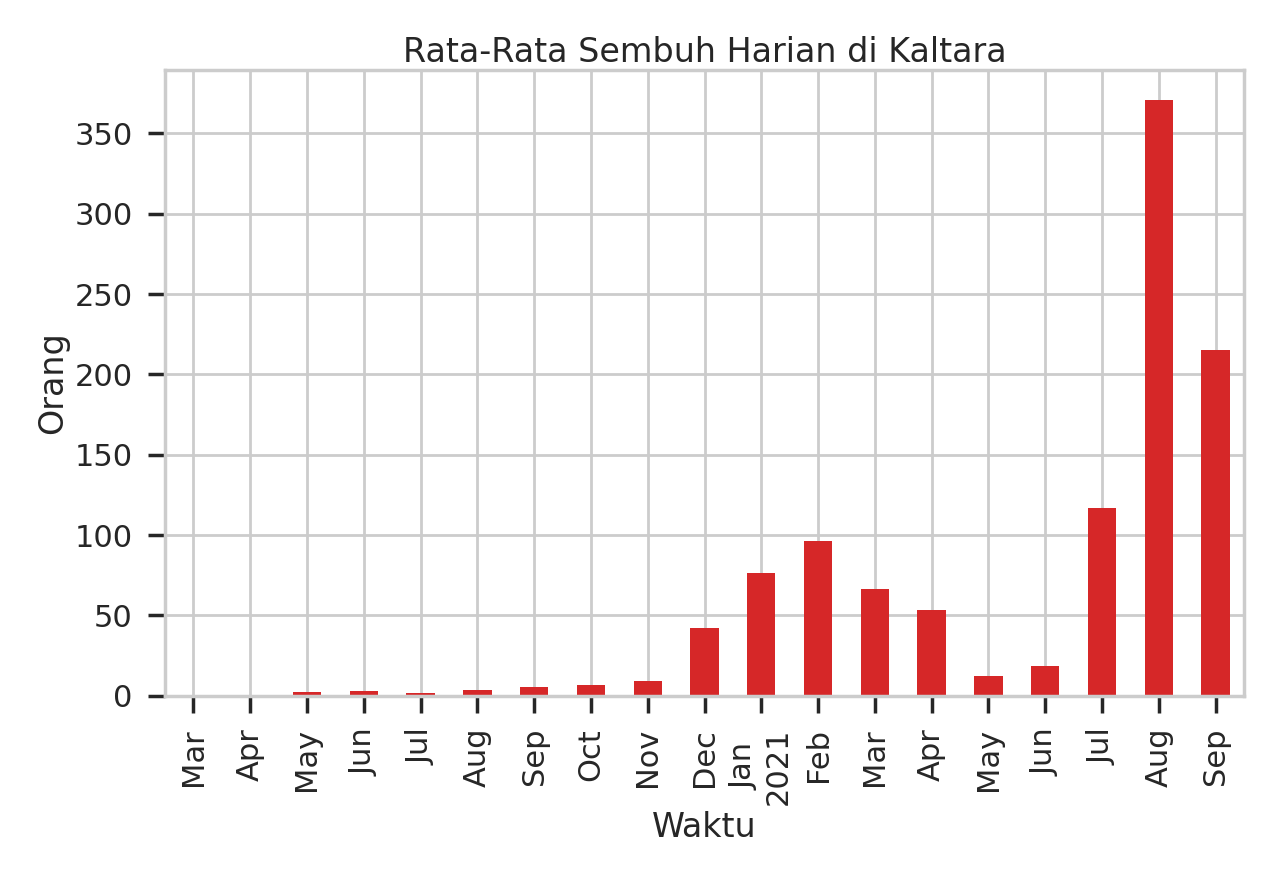 Rata-Rata Sembuh Harian di Kaltara
350
300
250
200
150
100
50
0
Orang
Mar
Apr
May
Jun
Jul
Aug
Sep
Oct
Nov
Dec
Jan
2021
Feb
Mar
Apr
May
Jun
Jul
Aug
Sep
Waktu